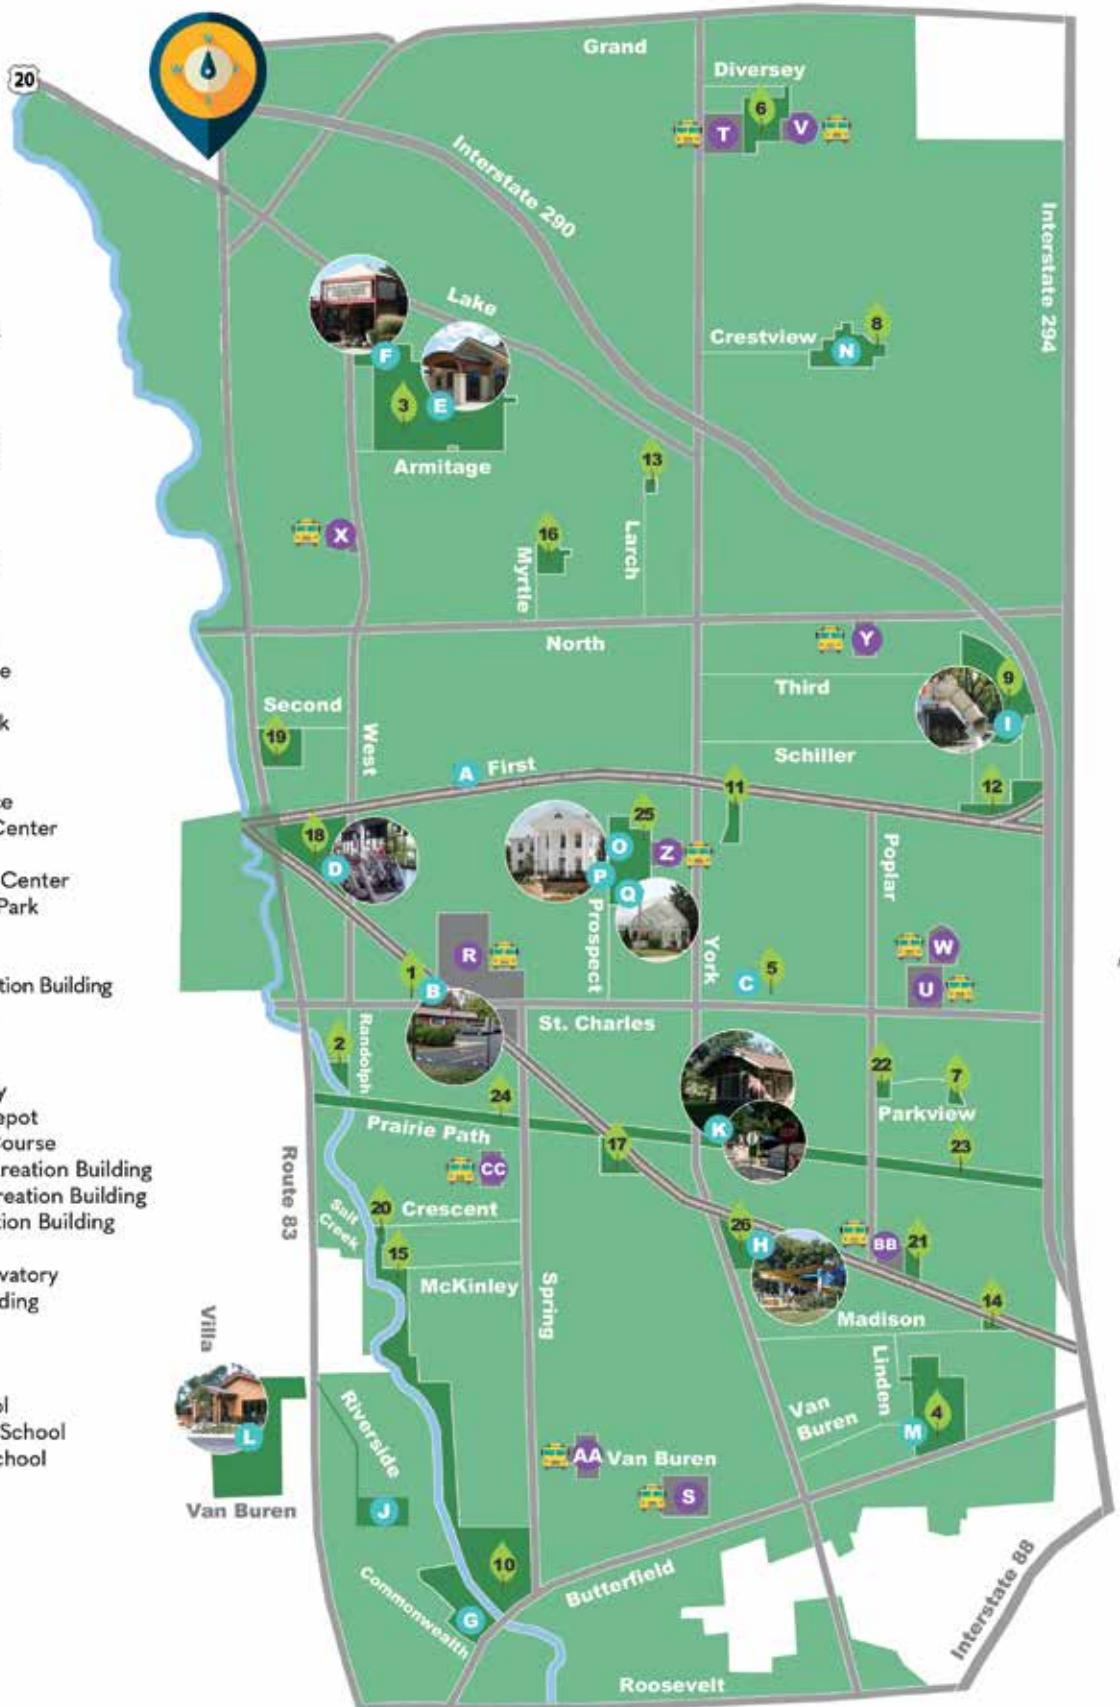 20
N
W
E
S
Grand
Diversey
6
T
V
Interstate 290
Interstate 294
Lake
Crestview
8
N
F
3
E
Armitage
13
X
16
Myrtle
Larch
North
Y
Third
9
I
Second
19
West
A
First
Schiller
11
12
18
D
25
O
Z
P
Q
Prospect
York
Poplar
R
1
B
C
5
W
U
St. Charles
2
Randolph
22
7
Parkview
24
Prairie Path
K
17
23
CC
Route 83
20
Crescent
Salt
Creek
15
McKinley
Spring
26
H
BB
21
14
Madison
Villa
L
Van Buren
Riverside
J
Linden
Van
Buren
4
M
AA
Van Buren
S
10
G
Commonwealth
Butterfield
Interstate 88
Roosevelt
e
k
ce
Center
Center
Park
tion Building
y
epot
Course
reation Building
reation Building
tion Building
vatory
ding
ol
School
chool